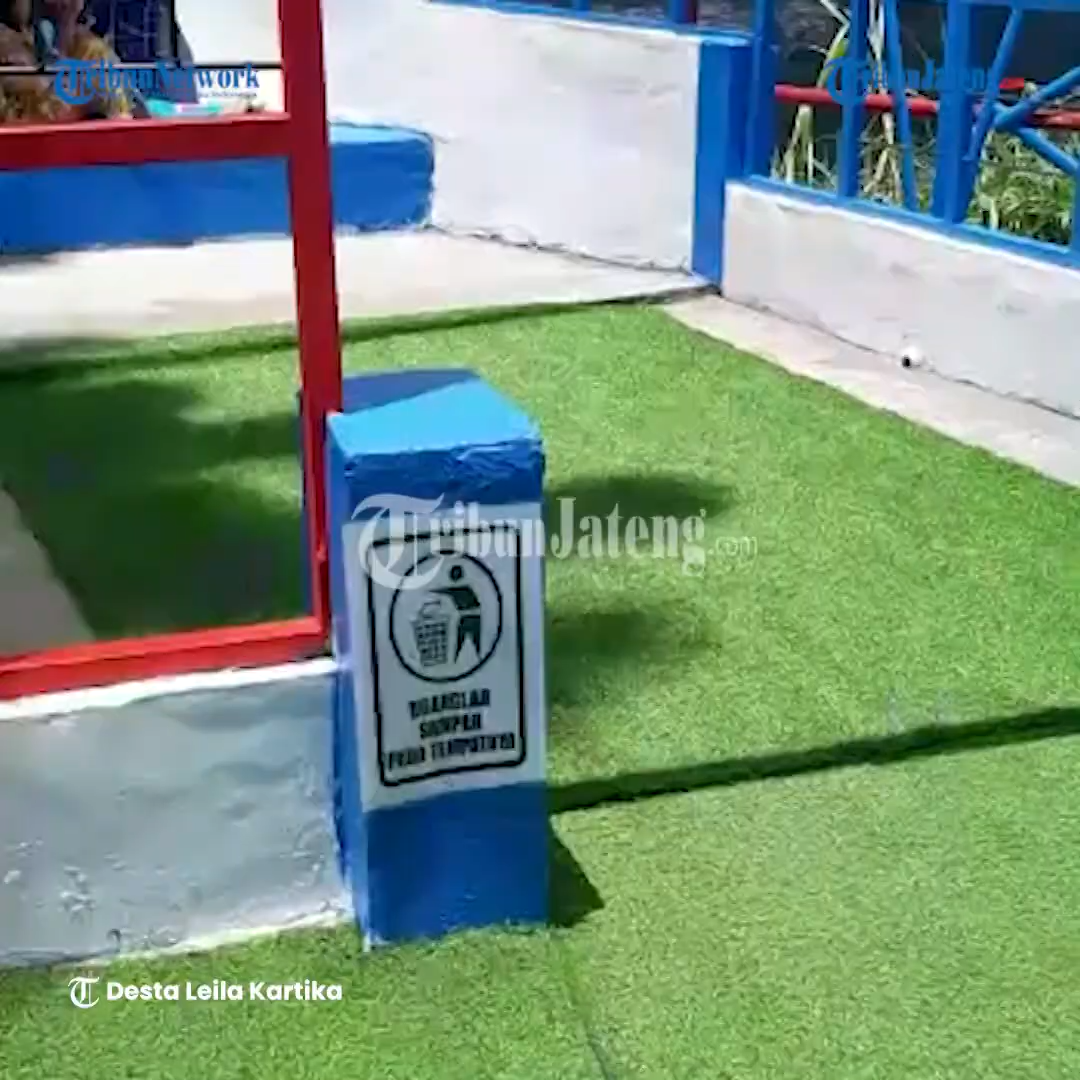 TribunNetwork
TribunJateng
TribunJateng.com
BUANGLAH
SAMPAH
PADA TEMPATNYA
Desta Leila Kartika